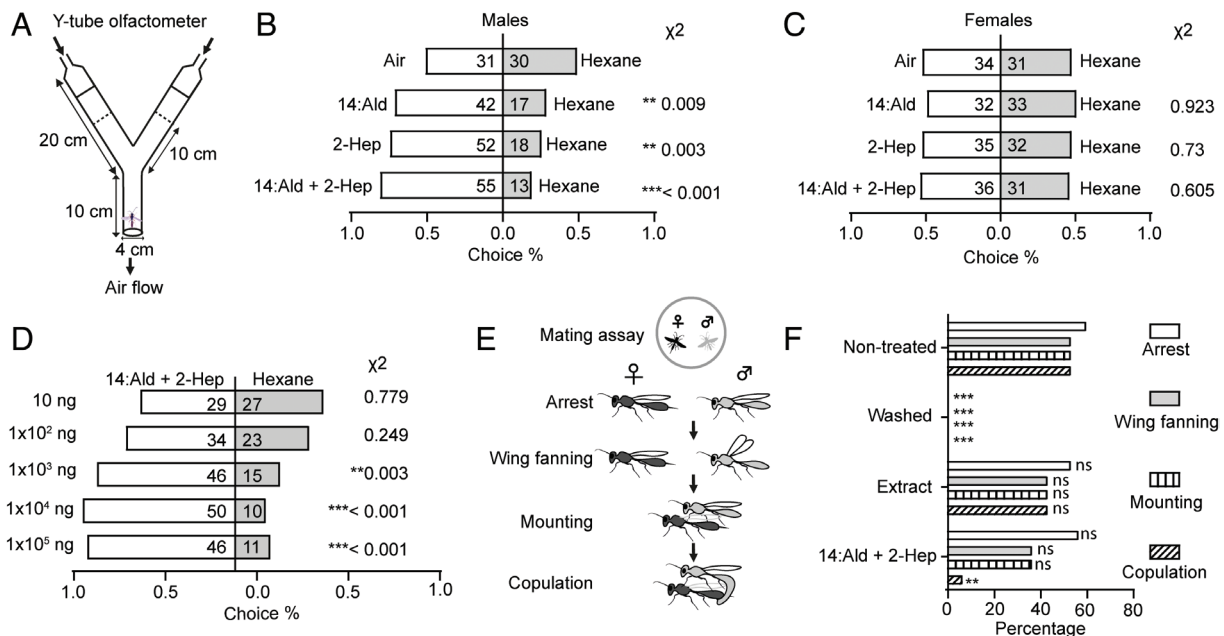 A
Y-tube olfactometer
20 cm
10 cm
10 cm
4 cm
Air flow
B
Males
χ2
Air 31 30 Hexane
14:Ald 42 17 Hexane ** 0.009
2-Hep 52 18 Hexane ** 0.003
14:Ald + 2-Hep 55 13 Hexane ***< 0.001
1.0 0.5 0.0 0.5 1.0
Choice %
C
Females
χ2
Air 34 31 Hexane
14:Ald 32 33 Hexane 0.923
2-Hep 35 32 Hexane 0.73
14:Ald + 2-Hep 36 31 Hexane 0.605
1.0 0.5 0.0 0.5 1.0
Choice %
D
14:Ald + 2-Hep Hexane χ2
10 ng 29 27 0.779
1x10² ng 34 23 0.249
1x10³ ng 46 15 **0.003
1x10⁴ ng 50 10 ***< 0.001
1x10⁵ ng 46 11 ***< 0.001
1.0 0.5 0.0 0.5 1.0
Choice %
E
Mating assay
♀ ♂
♀ ♂
Arrest
Wing fanning
Mounting
Copulation
F
Non-treated
Washed
***
***
***
***
Extract
ns
ns
ns
ns
14:Ald + 2-Hep
ns
ns
ns
**
0 20 40 60 80
Percentage
Arrest
Wing fanning
Mounting
Copulation